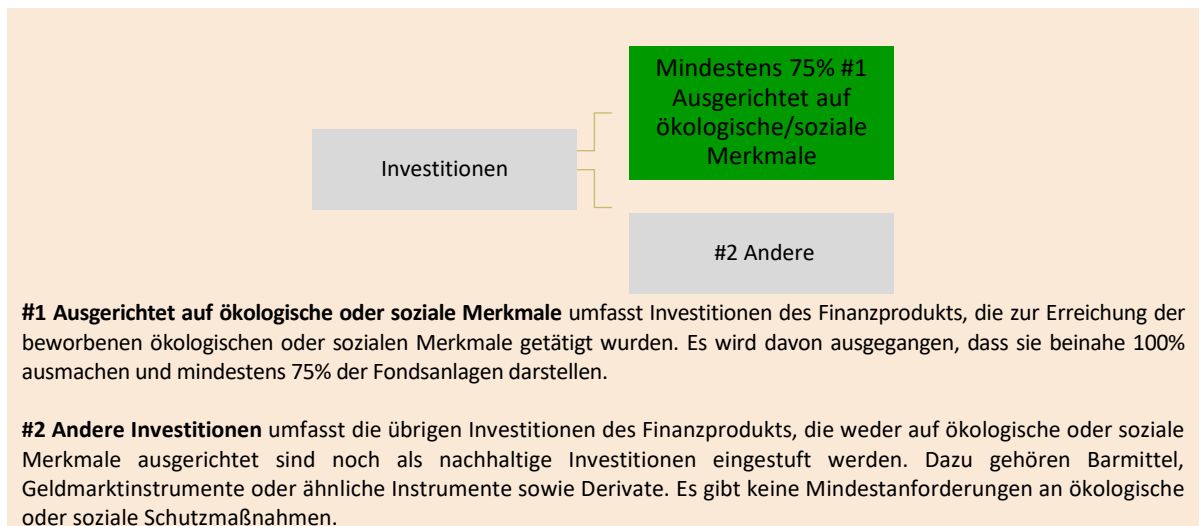 Mindestens 75% #1
Ausgerichtet auf
ökologische/soziale
Merkmale
Investitionen
#2 Andere
#1 Ausgerichtet auf ökologische oder soziale Merkmale umfasst Investitionen des Finanzprodukts, die zur Erreichung der
beworbenen ökologischen oder sozialen Merkmale getätigt wurden. Es wird davon ausgegangen, dass sie beinahe 100%
ausmachen und mindestens 75% der Fondsanlagen darstellen.
#2 Andere Investitionen umfasst die übrigen Investitionen des Finanzprodukts, die weder auf ökologische oder soziale
Merkmale ausgerichtet sind noch als nachhaltige Investitionen eingestuft werden. Dazu gehören Barmittel,
Geldmarktinstrumente oder ähnliche Instrumente sowie Derivate. Es gibt keine Mindestanforderungen an ökologische
oder soziale Schutzmaßnahmen.